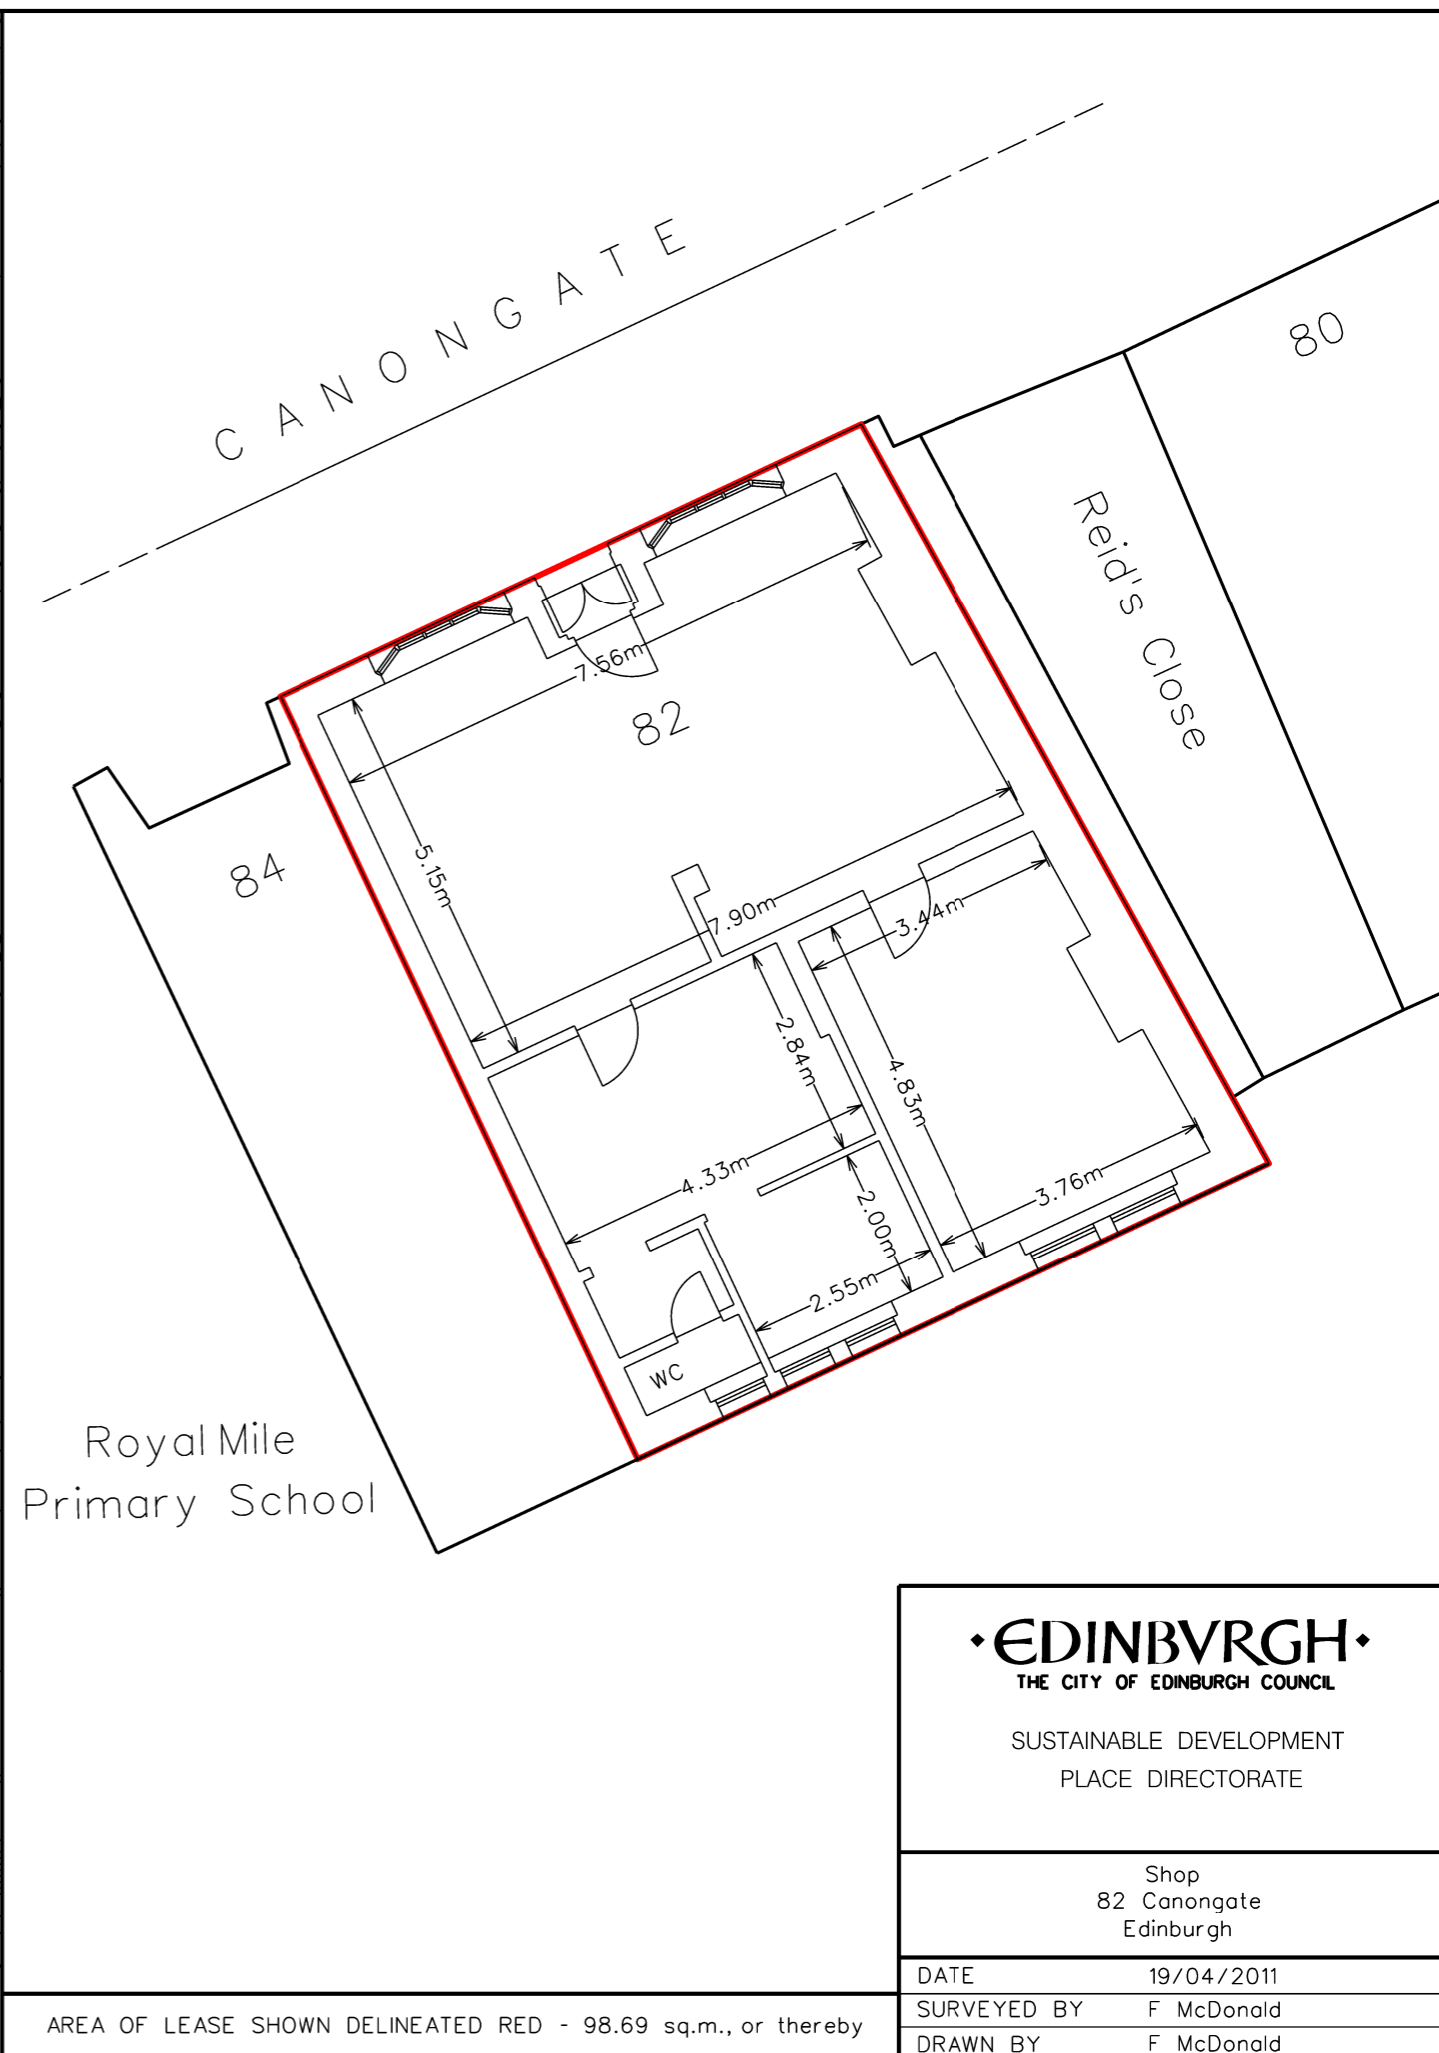 CANONGATE
80
Reid's Close
7.56m
82
84
5.15m
7.90m
3.44m
2.84m
4.83m
4.33m
2.00m
3.76m
2.55m
WC
Royal Mile
Primary School
EDINBVRGH
THE CITY OF EDINBURGH COUNCIL
SUSTAINABLE DEVELOPMENT
PLACE DIRECTORATE
Shop
82 Canongate
Edinburgh
DATE 19/04/2011
SURVEYED BY F McDonald
DRAWN BY F McDonald
AREA OF LEASE SHOWN DELINEATED RED - 98.69 sq.m., or thereby